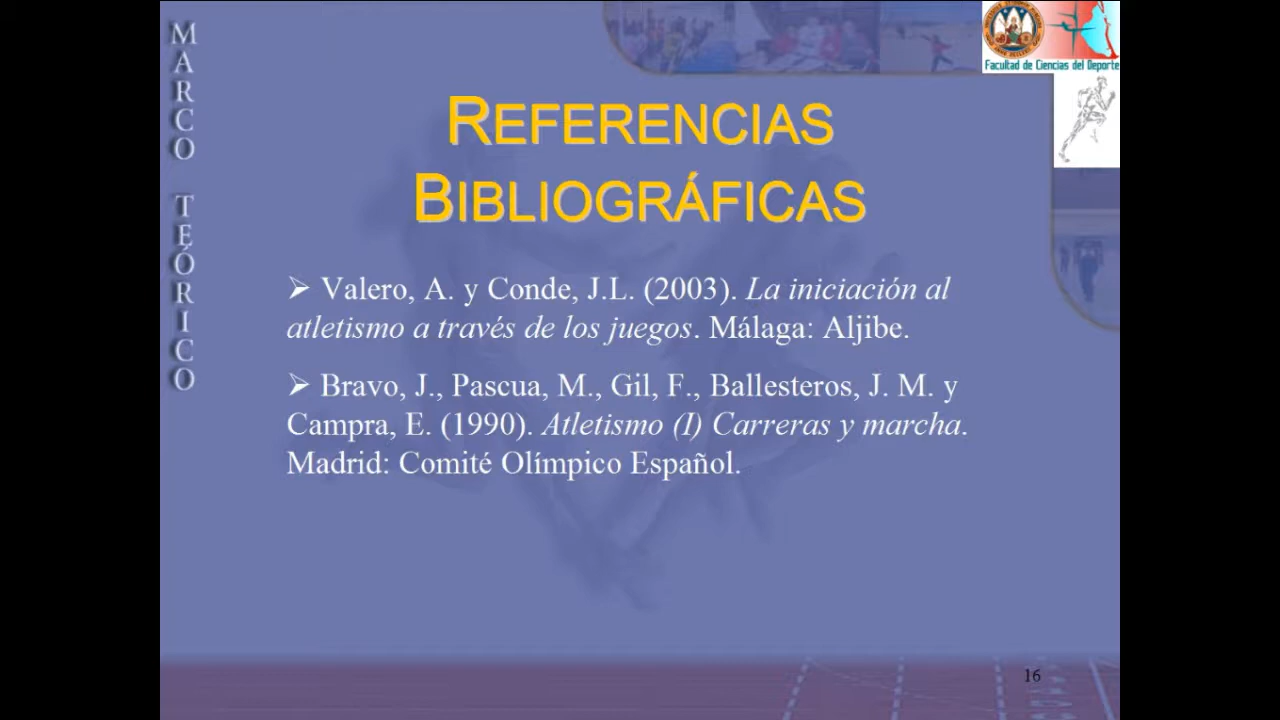 MARCO TEÓRICO
Facultad de Ciencias del Deporte
REFERENCIAS
BIBLIOGRÁFICAS
➢ Valero, A. y Conde, J.L. (2003). La iniciación al
atletismo a través de los juegos. Málaga: Aljibe.
➢ Bravo, J., Pascua, M., Gil, F., Ballesteros, J. M. y
Campra, E. (1990). Atletismo (I) Carreras y marcha.
Madrid: Comité Olímpico Español.
16